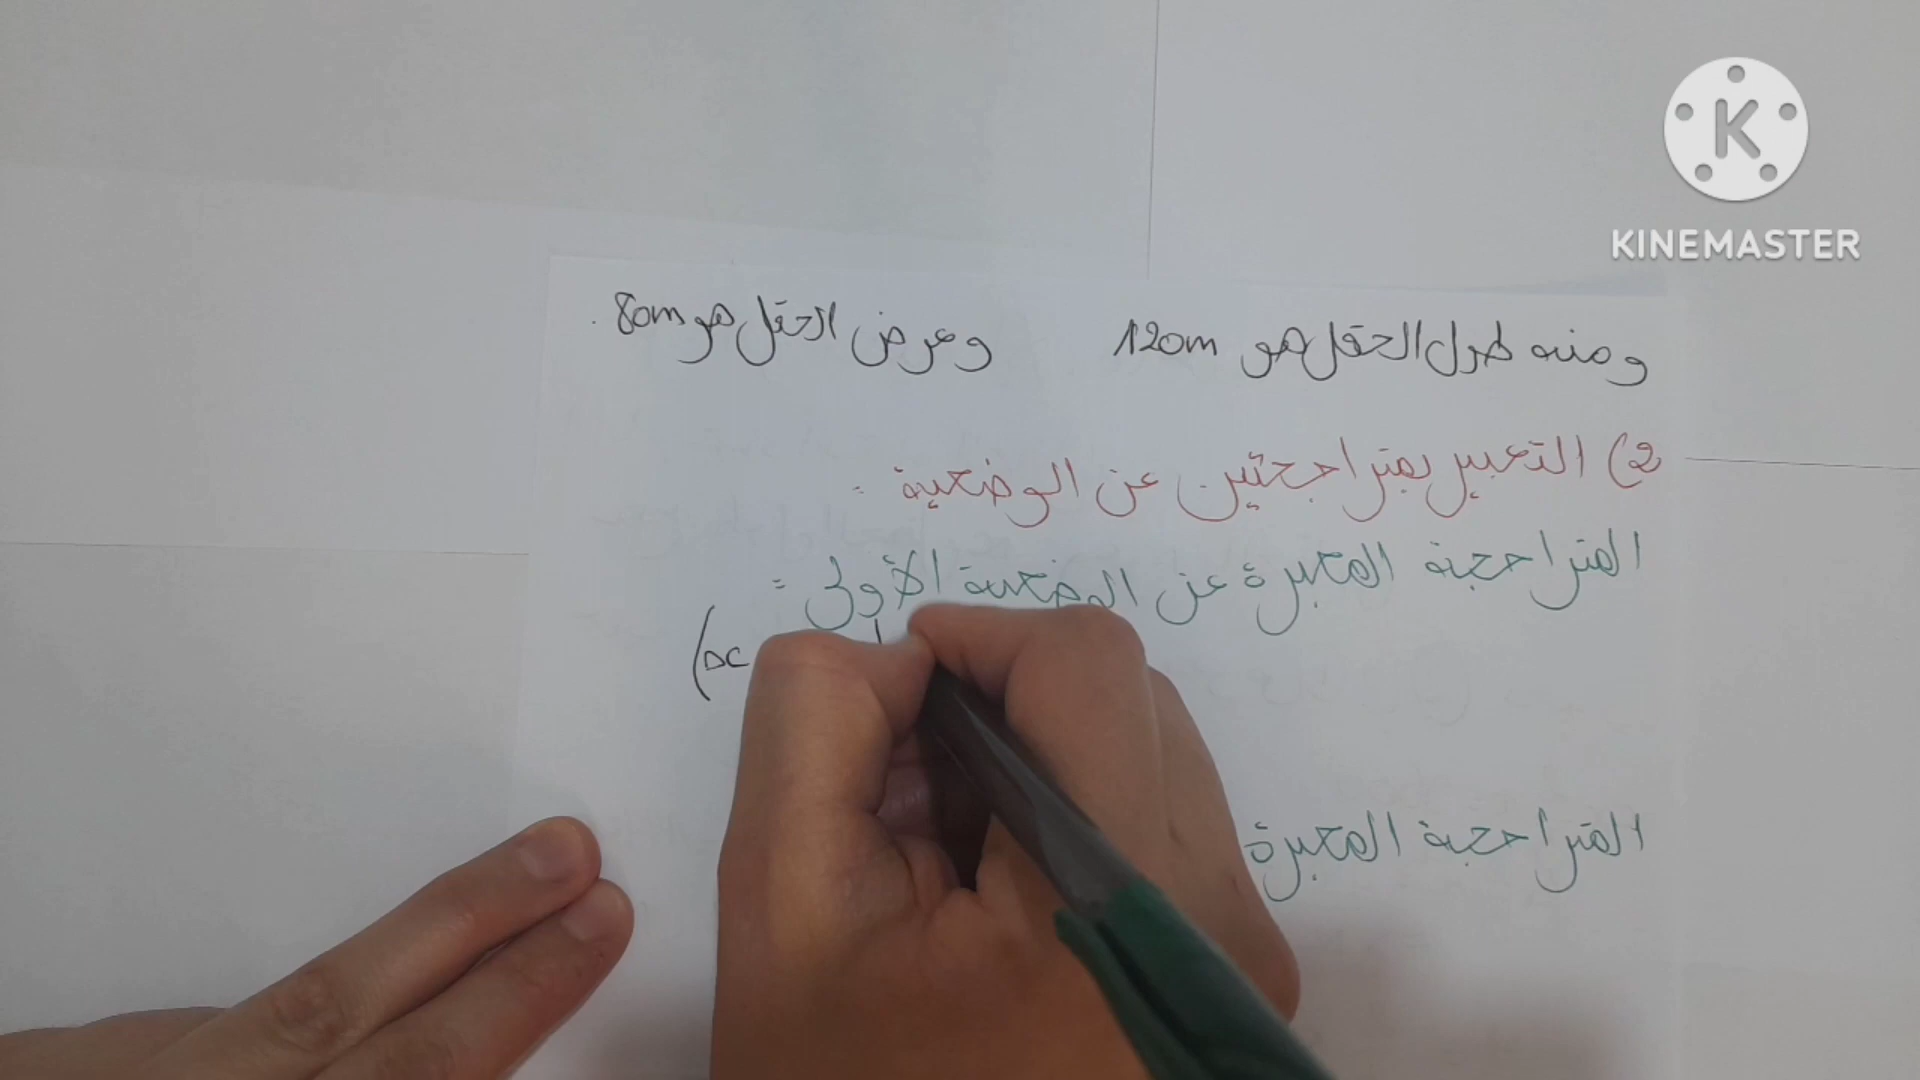 ومنه طول الحقل هو 120m وعرض الحقل هو 80m.
2) التعبير بمتراجحتين عن الوضعية :
المتراجحة المعبرة عن الوضعية الأولى :
(x
المتراجحة المعبرة
K
KINEMASTER